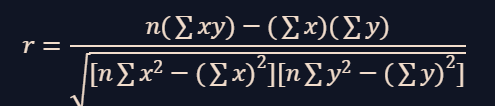 r = n(∑xy) − (∑x)(∑y) / √[n∑x² − (∑x)²][n∑y² − (∑y)²]